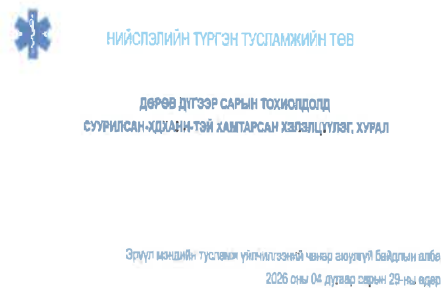 НИЙСЛЭЛИЙН ТҮРГЭН ТУСЛАМЖИЙН ТӨВ
ДӨРӨВ ДҮГЭЭР САРЫН ТОХИОЛДОЛД
СУУРИЛСАН-ХДХАНИ-ТЭЙ ХАМТАРСАН ХЭЛЭЛЦҮҮЛЭГ, ХУРАЛ
Эрүүл мэндийн тусламж үйлчилгээний чанар аюулгүй байдлын алба
2026 оны 04 дүгээр сарын 29-ны өдөр